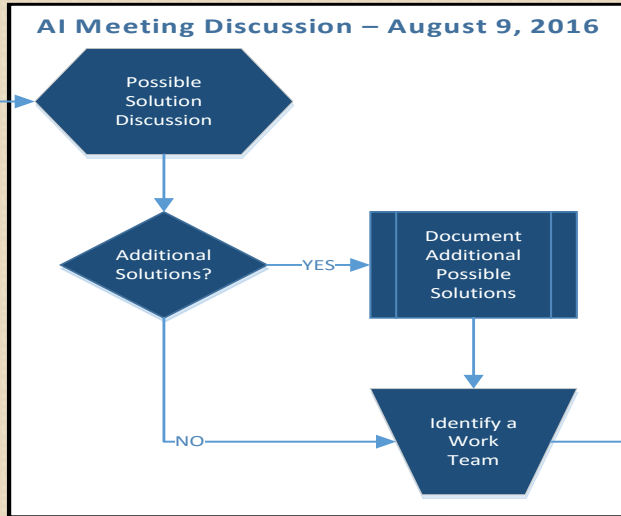 AI Meeting Discussion – August 9, 2016
Possible
Solution
Discussion
Additional
Solutions?
YES
Document
Additional
Possible
Solutions
NO
Identify a
Work
Team